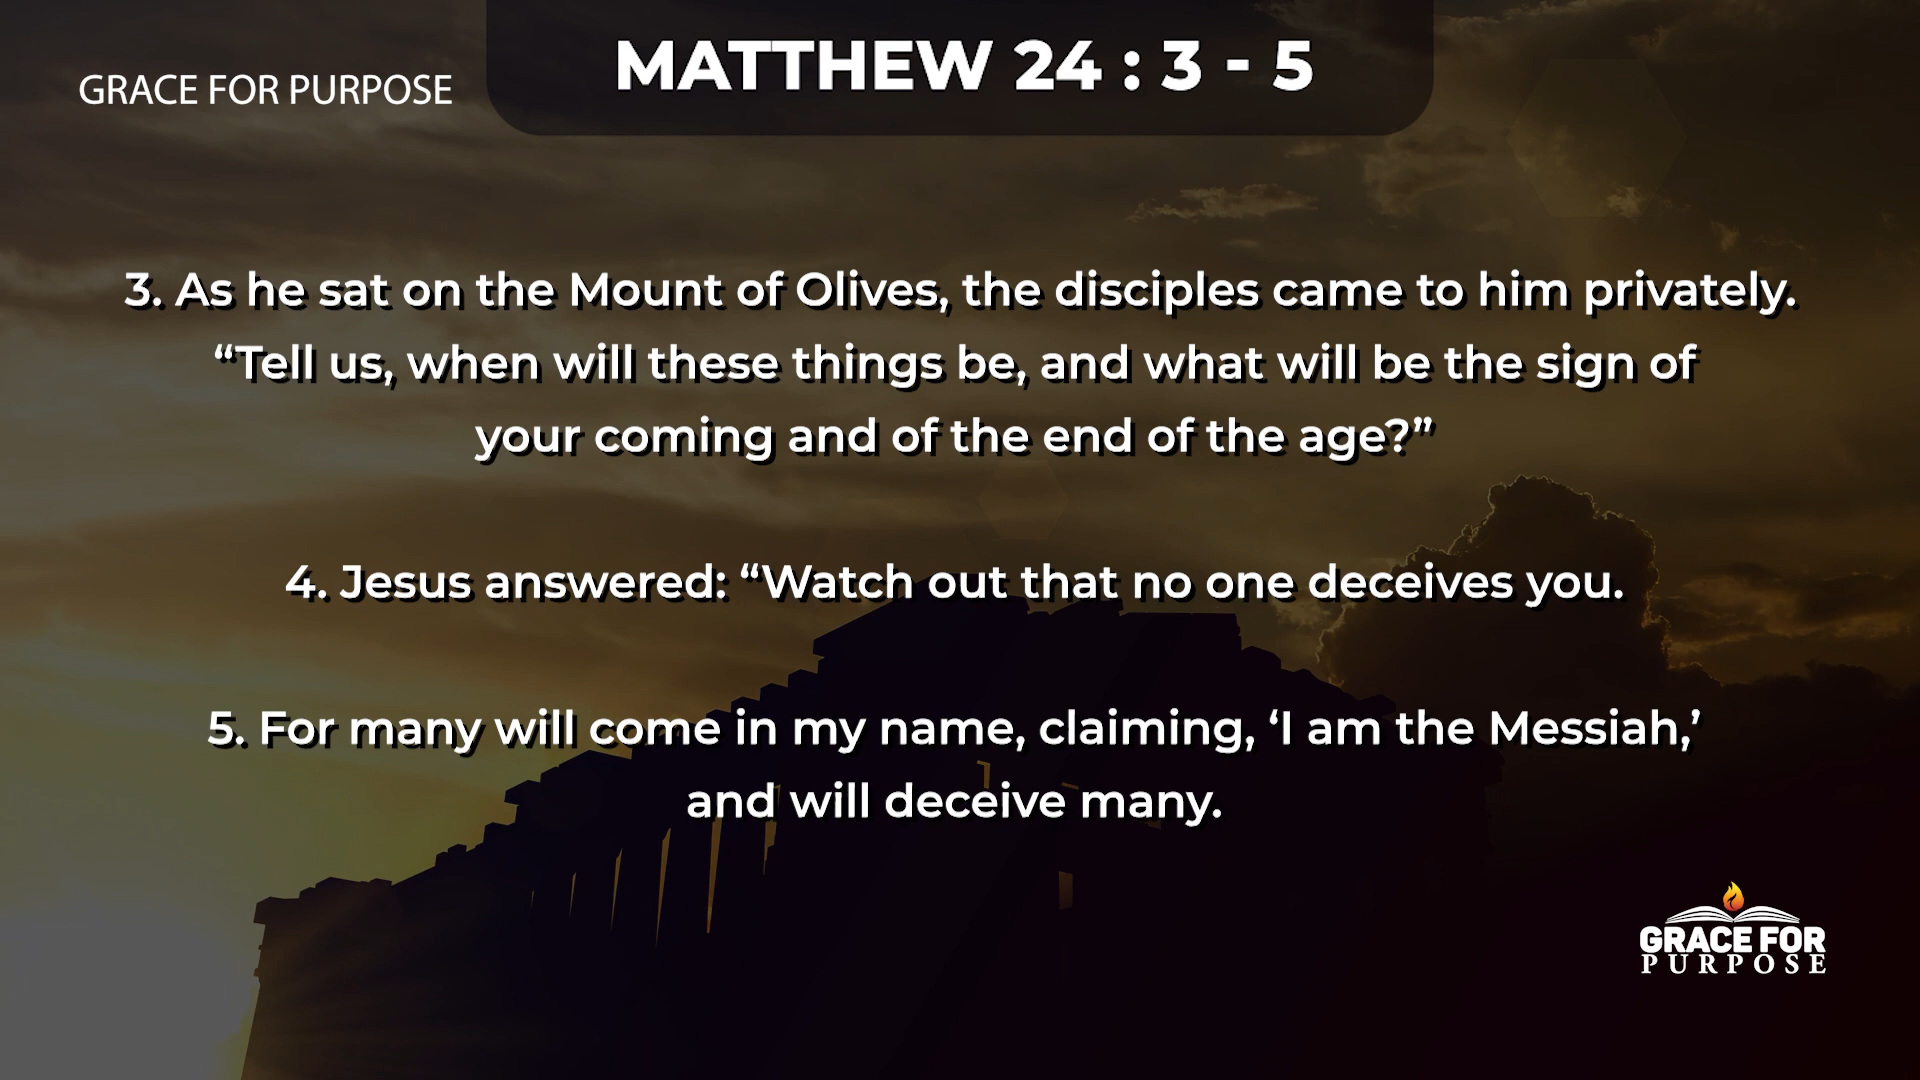 GRACE FOR PURPOSE
MATTHEW 24 : 3 - 5
3. As he sat on the Mount of Olives, the disciples came to him privately.
“Tell us, when will these things be, and what will be the sign of
your coming and of the end of the age?”
4. Jesus answered: “Watch out that no one deceives you.
5. For many will come in my name, claiming, ‘I am the Messiah,’
and will deceive many.
GRACE FOR
PURPOSE